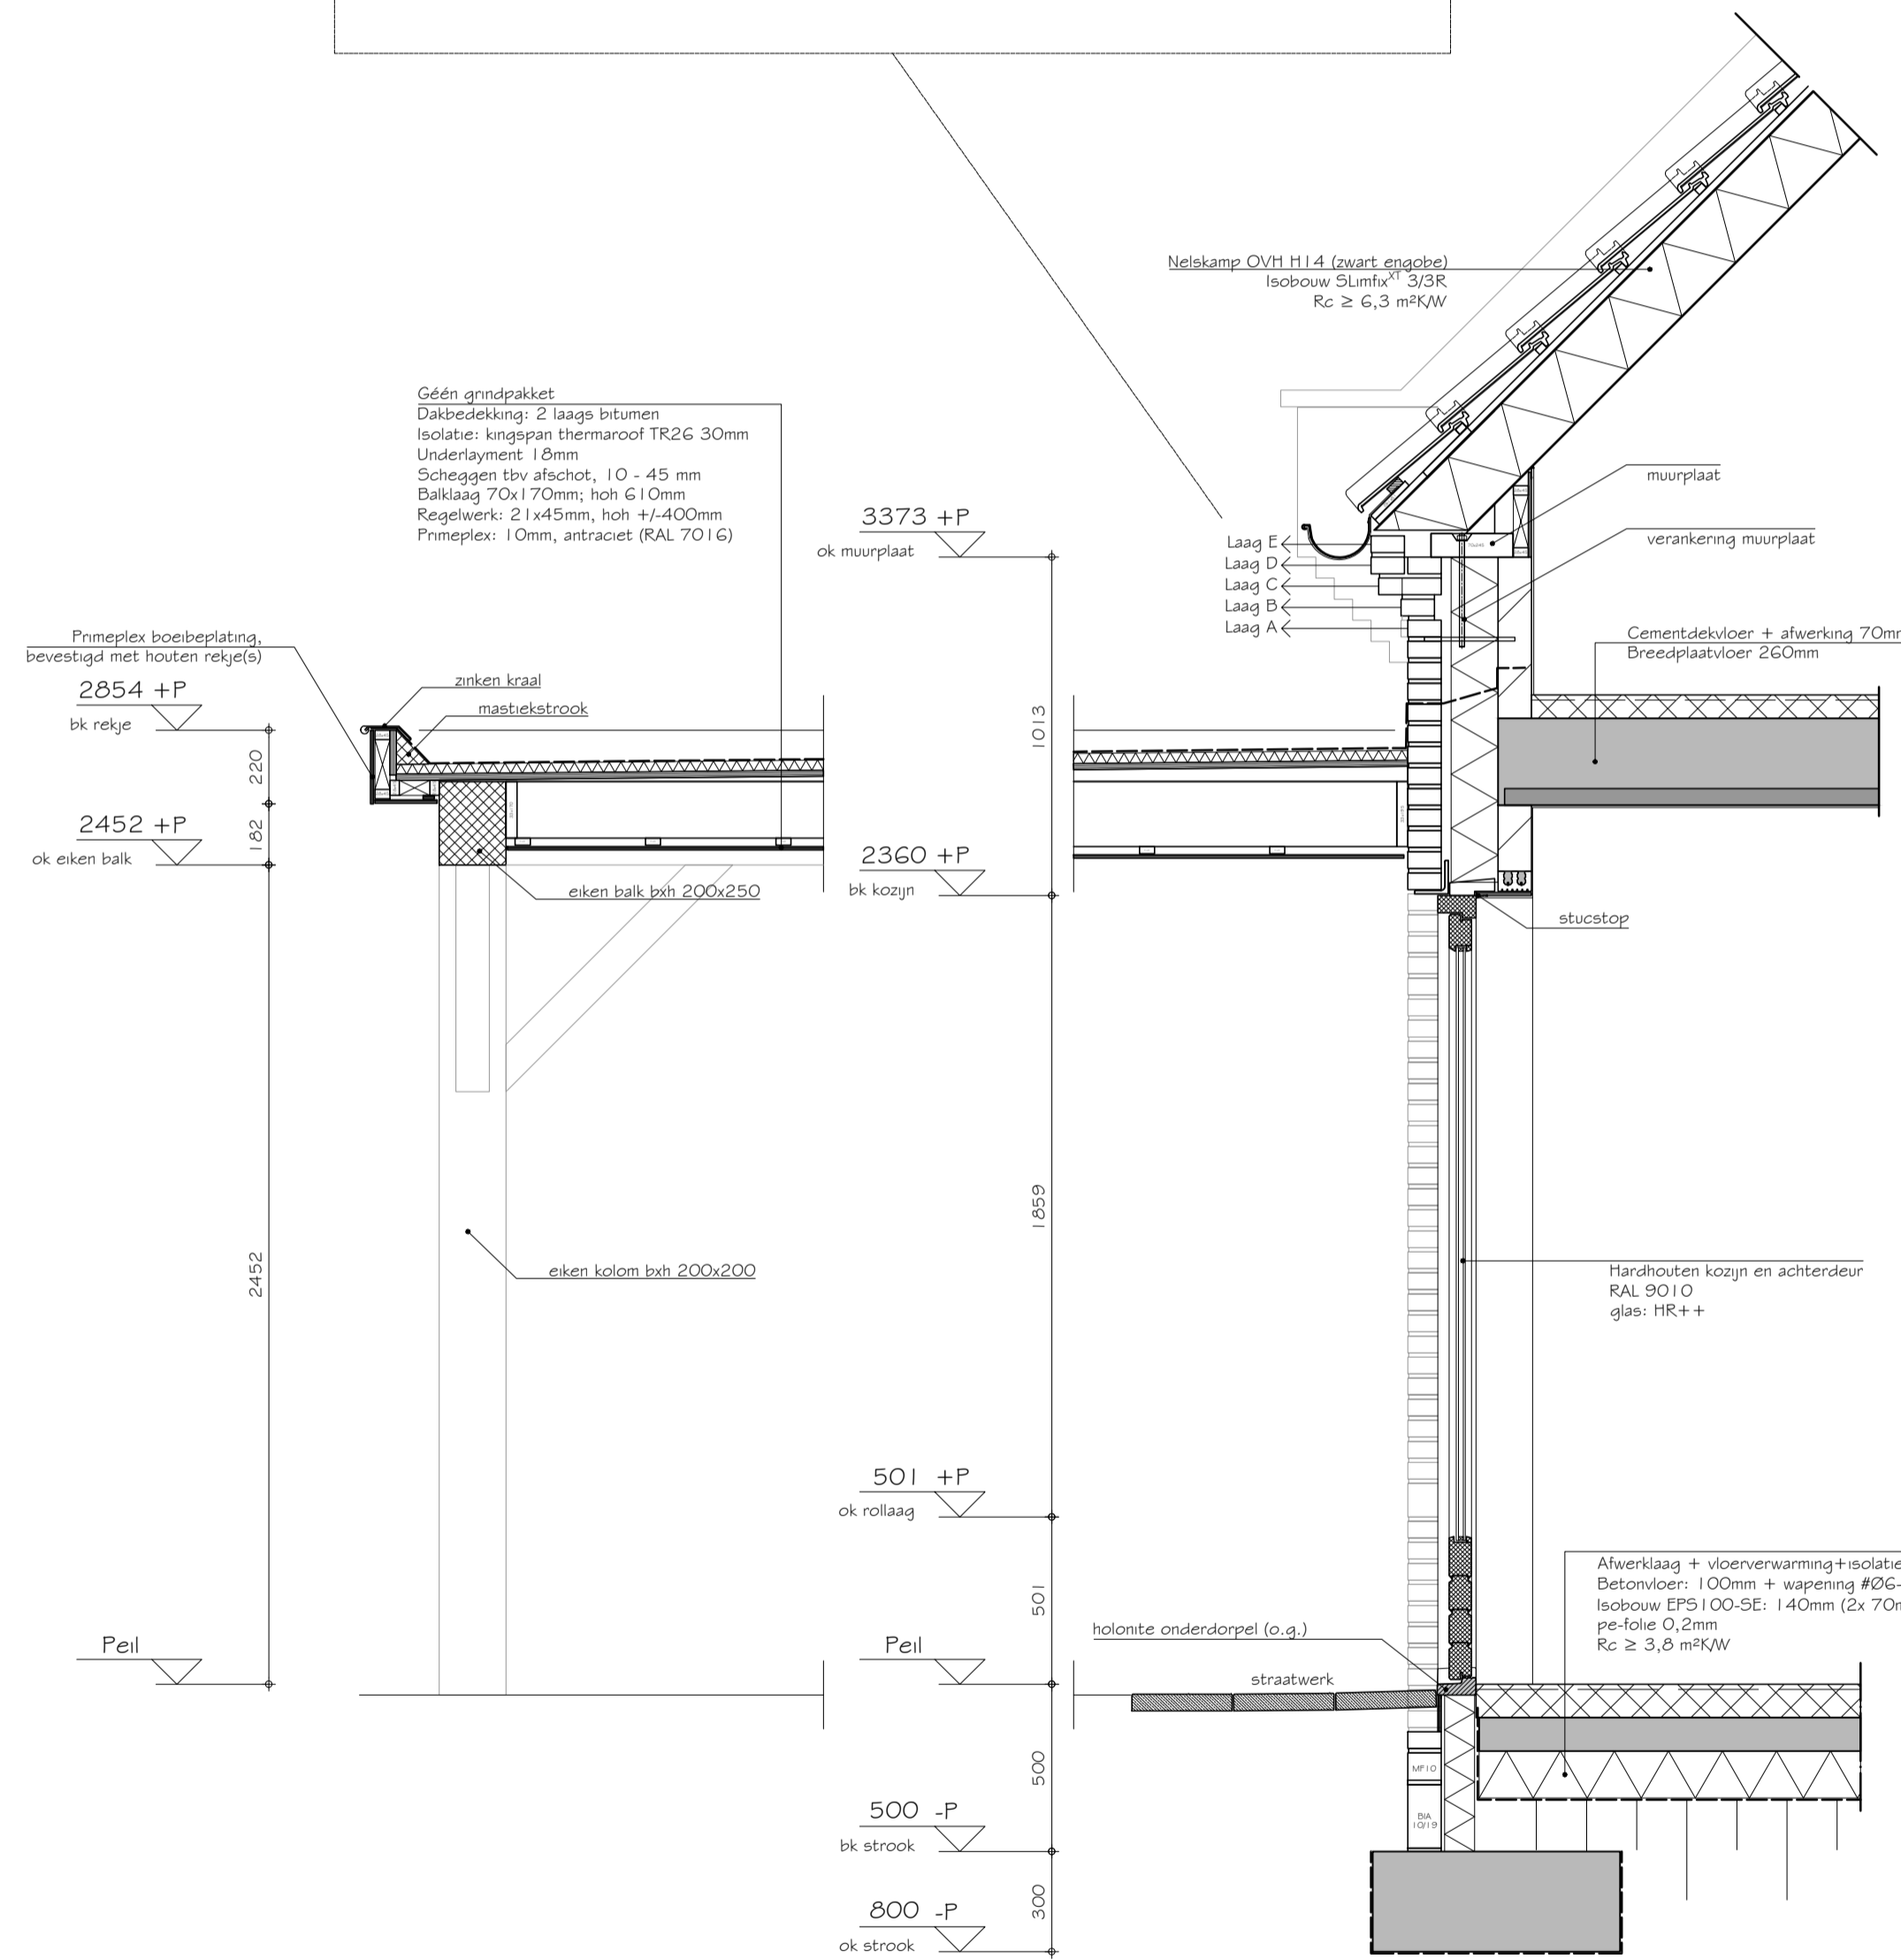 Nelskamp OVH H14 (zwart engobe)
Isobouw SLimfixXT 3/3R
Rc ≥ 6,3 m²K/W
Géén grindpakket
Dakbedekking: 2 laags bitumen
Isolatie: kingspan thermaroof TR26 30mm
Underlayment 18mm
Scheggen tbv afschot, 10 - 45 mm
Balklaag 70x170mm; hoh 610mm
Regelwerk: 21x45mm, hoh +/-400mm
Primeplex: 10mm, antraciet (RAL 7016)
muurplaat
3373 +P
ok muurplaat
verankering muurplaat
Laag E
Laag D
Laag C
Laag B
Laag A
Cementdekvloer + afwerking 70m
Breedplaatvloer 260mm
Primeplex boeibeplating,
bevestigd met houten rekje(s)
2854 +P
bk rekje
zinken kraal
mastiekstrook
1013
220
182
2452 +P
ok eiken balk
2360 +P
bk kozijn
eiken balk bxh 200x250
stucstop
1859
2452
eiken kolom bxh 200x200
Hardhouten kozijn en achterdeur
RAL 9010
glas: HR++
501 +P
ok rollaag
Afwerklaag + vloerverwarming+isolatie
Betonvloer: 100mm + wapening #Ø6-
Isobouw EPS100-SE: 140mm (2x 70m
pe-folie 0,2mm
Rc ≥ 3,8 m²K/W
501
holonite onderdorpel (o.g.)
Peil
Peil
straatwerk
500
MF10
500 -P
bk strook
BIA
10/19
300
800 -P
ok strook